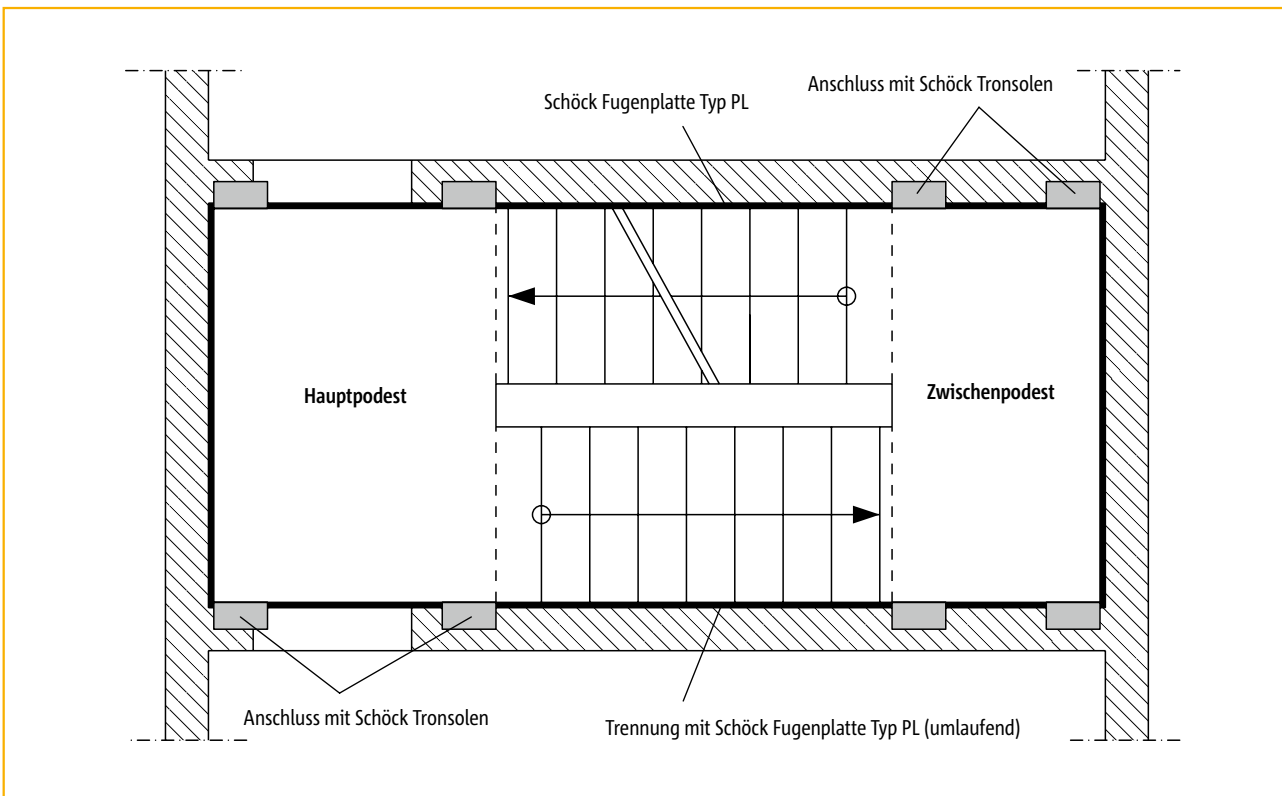 Anschluss mit Schöck Tronsolen
Schöck Fugenplatte Typ PL
Hauptpodest
Zwischenpodest
Anschluss mit Schöck Tronsolen
Trennung mit Schöck Fugenplatte Typ PL (umlaufend)